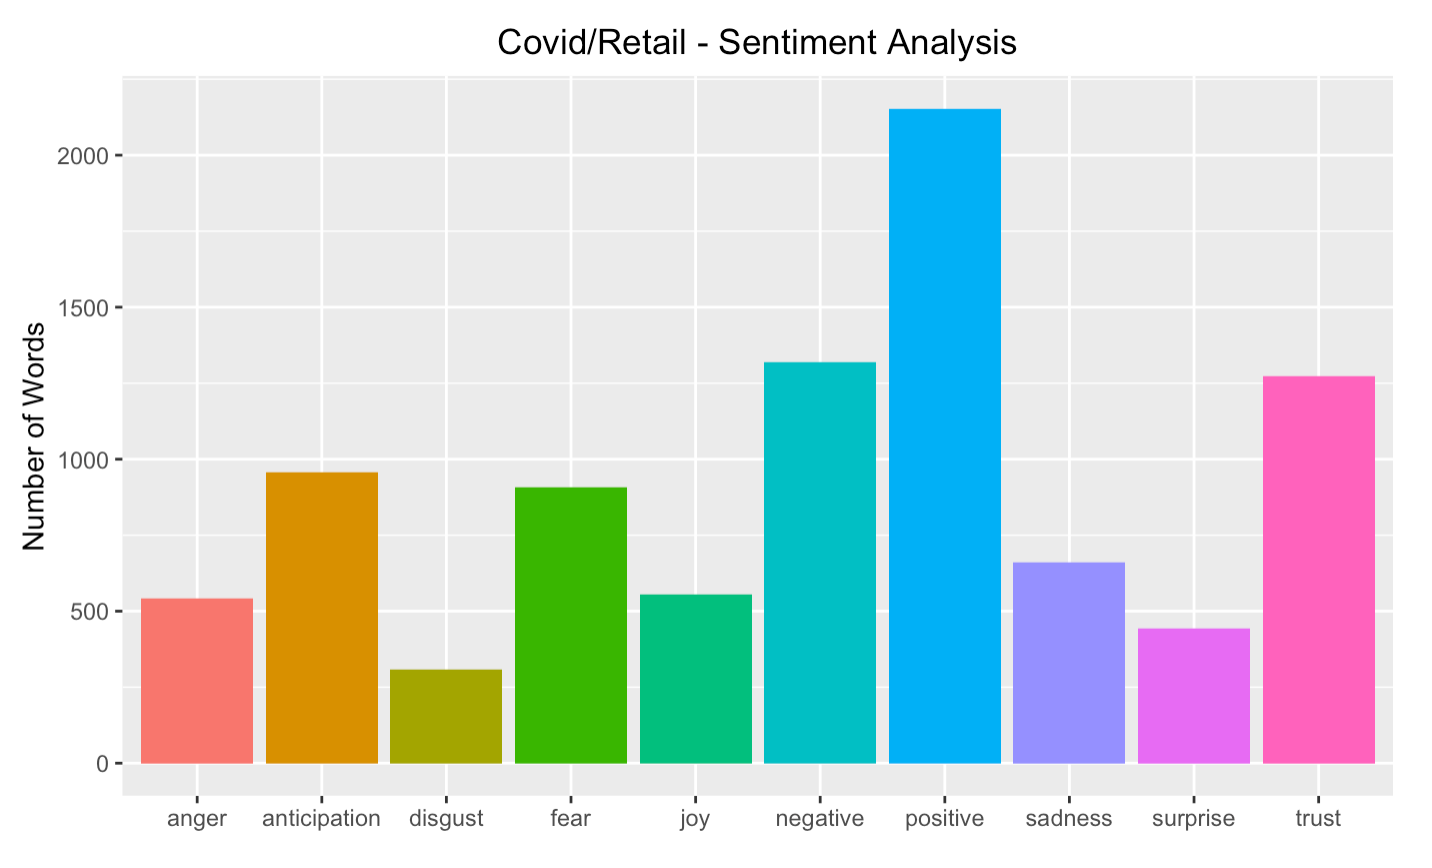 Covid/Retail - Sentiment Analysis
Number of Words
2000
1500
1000
500
0
anger anticipation disgust fear joy negative positive sadness surprise trust